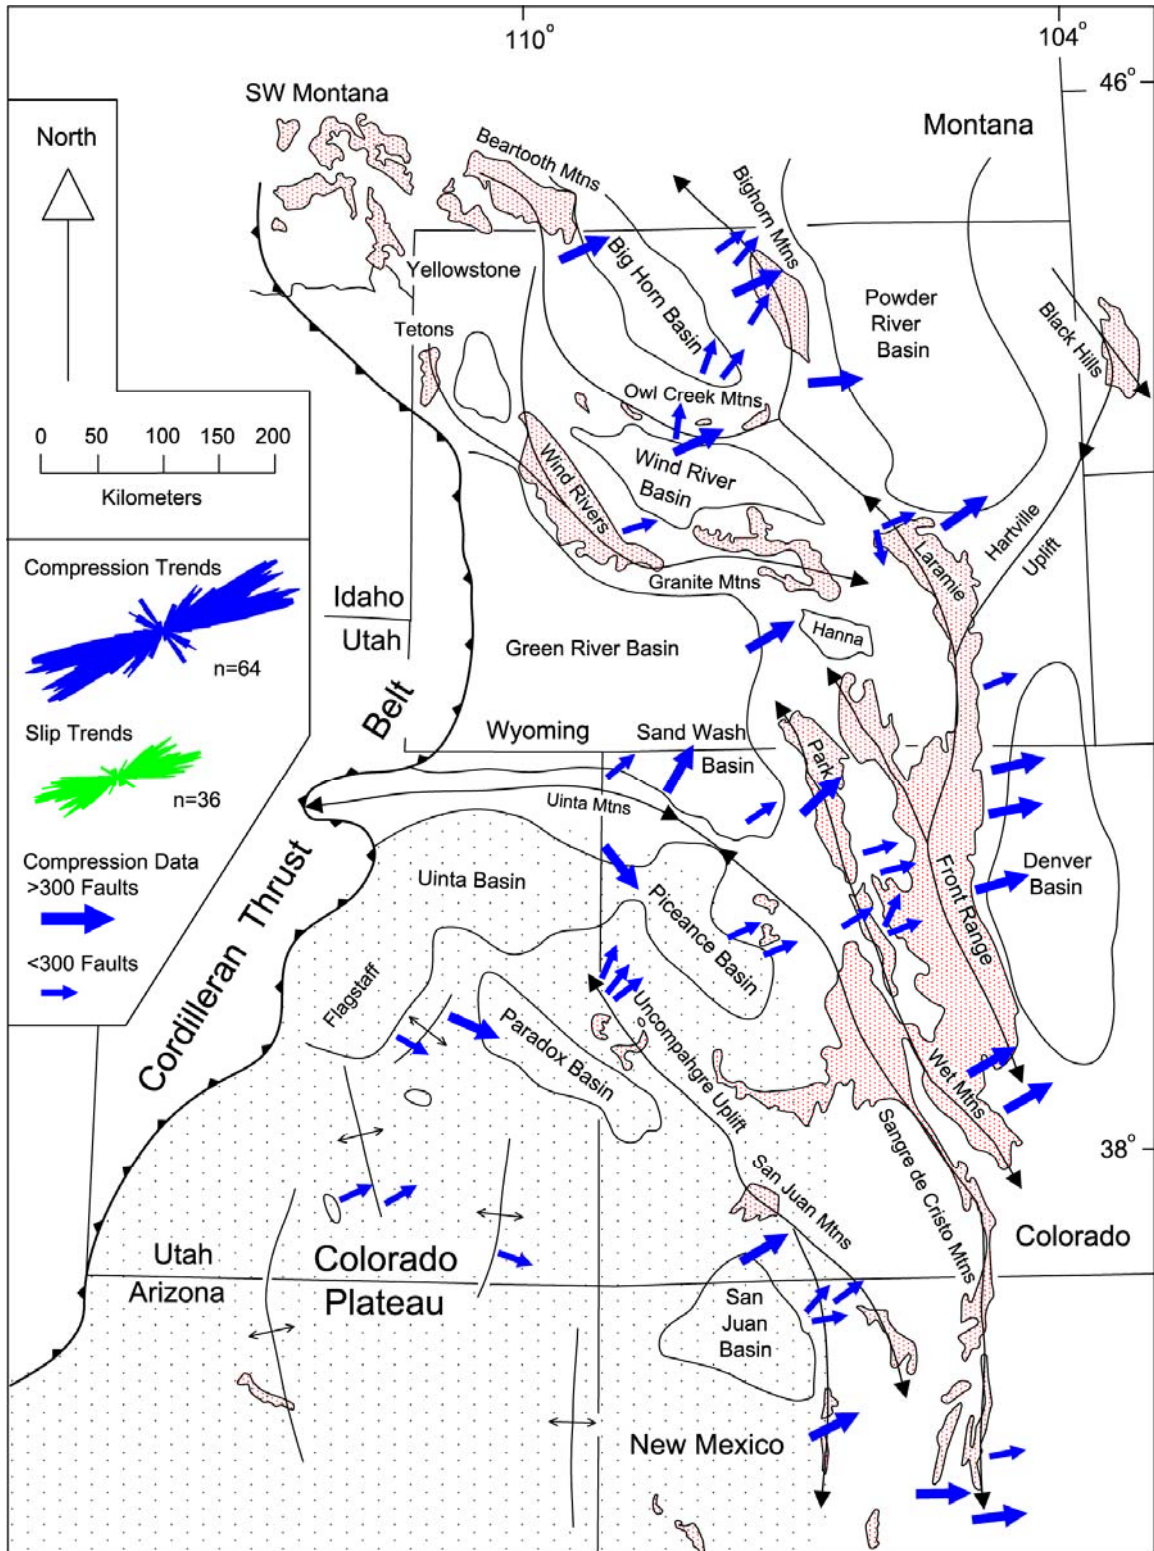 110°
104°
46°
SW Montana
Montana
North
Beartooth Mtns
Bighorn Mtns
Yellowstone
Big Horn Basin
Powder
River
Basin
Black Hills
Tetons
Owl Creek Mtns
0 50 100 150 200
Kilometers
Wind Rivers
Wind River
Basin
Hartville
Uplift
Laramie
Granite Mtns
Compression Trends
n=64
Idaho
Utah
Hanna
Green River Basin
Belt
Wyoming
Sand Wash
Basin
Park
Slip Trends
n=36
Uinta Mtns
Compression Data
>300 Faults
<300 Faults
Uinta Basin
Piceance Basin
Front Range
Denver
Basin
Cordilleran Thrust
Flagstaff
Paradox Basin
Uncompahgre Uplift
Wet Mtns
Sangre de Cristo Mtns
38°
San Juan Mtns
Utah
Arizona
Colorado
Plateau
Colorado
San
Juan
Basin
New Mexico